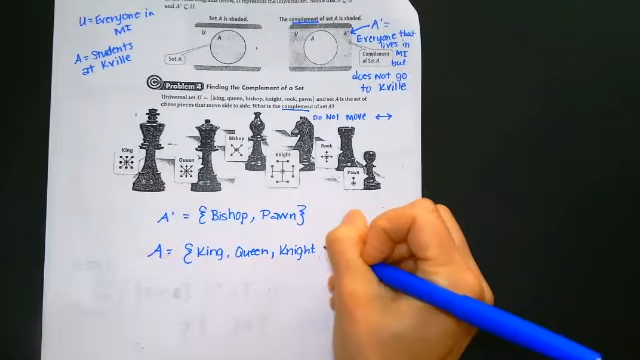 and A' ⊆ U.
U = Everyone in
MI
A = Students
at Kville
Set A is shaded.
U
A
Set A
The complement of set A is shaded.
U
A
A'
Complement
of Set A
A' =
Everyone that
lives in
MI
but
does not go
to Kville
Problem 4 Finding the Complement of a Set
Universal set U = {king, queen, bishop, knight, rook, pawn} and set A is the set of
chess pieces that move side to side. What is the complement of set A?
Do Not Move ↔
King
Queen
Bishop
Knight
Rook
Pawn
A' = {Bishop, Pawn}
A = {King, Queen, Knight